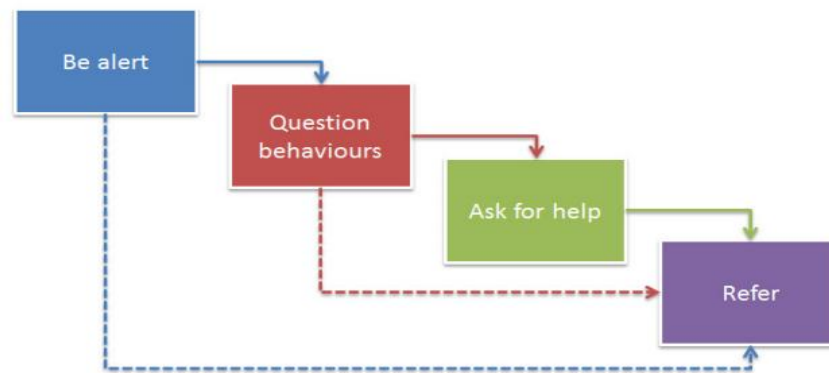 Be alert
Question
behaviours
Ask for help
Refer